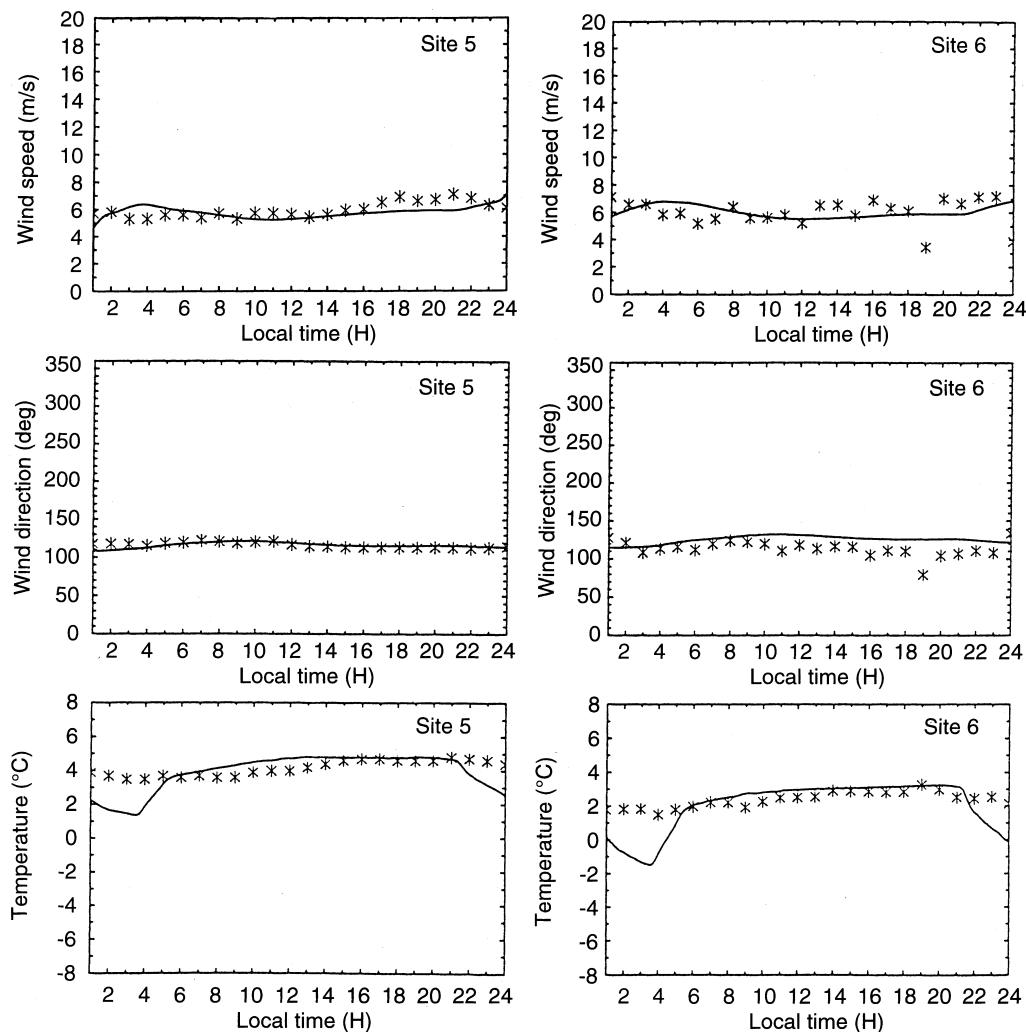 Site 5
Wind speed (m/s)
20
18
16
14
12
10
8
6
4
2
0
2 4 6 8 10 12 14 16 18 20 22 24
Local time (H)
Site 6
Wind speed (m/s)
20
18
16
14
12
10
8
6
4
2
0
2 4 6 8 10 12 14 16 18 20 22 24
Local time (H)
Site 5
Wind direction (deg)
350
300
250
200
150
100
50
0
2 4 6 8 10 12 14 16 18 20 22 24
Local time (H)
Site 6
Wind direction (deg)
350
300
250
200
150
100
50
0
2 4 6 8 10 12 14 16 18 20 22 24
Local time (H)
Site 5
Temperature (°C)
8
6
4
2
0
-2
-4
-6
-8
2 4 6 8 10 12 14 16 18 20 22 24
Local time (H)
Site 6
Temperature (°C)
8
6
4
2
0
-2
-4
-6
-8
2 4 6 8 10 12 14 16 18 20 22 24
Local time (H)